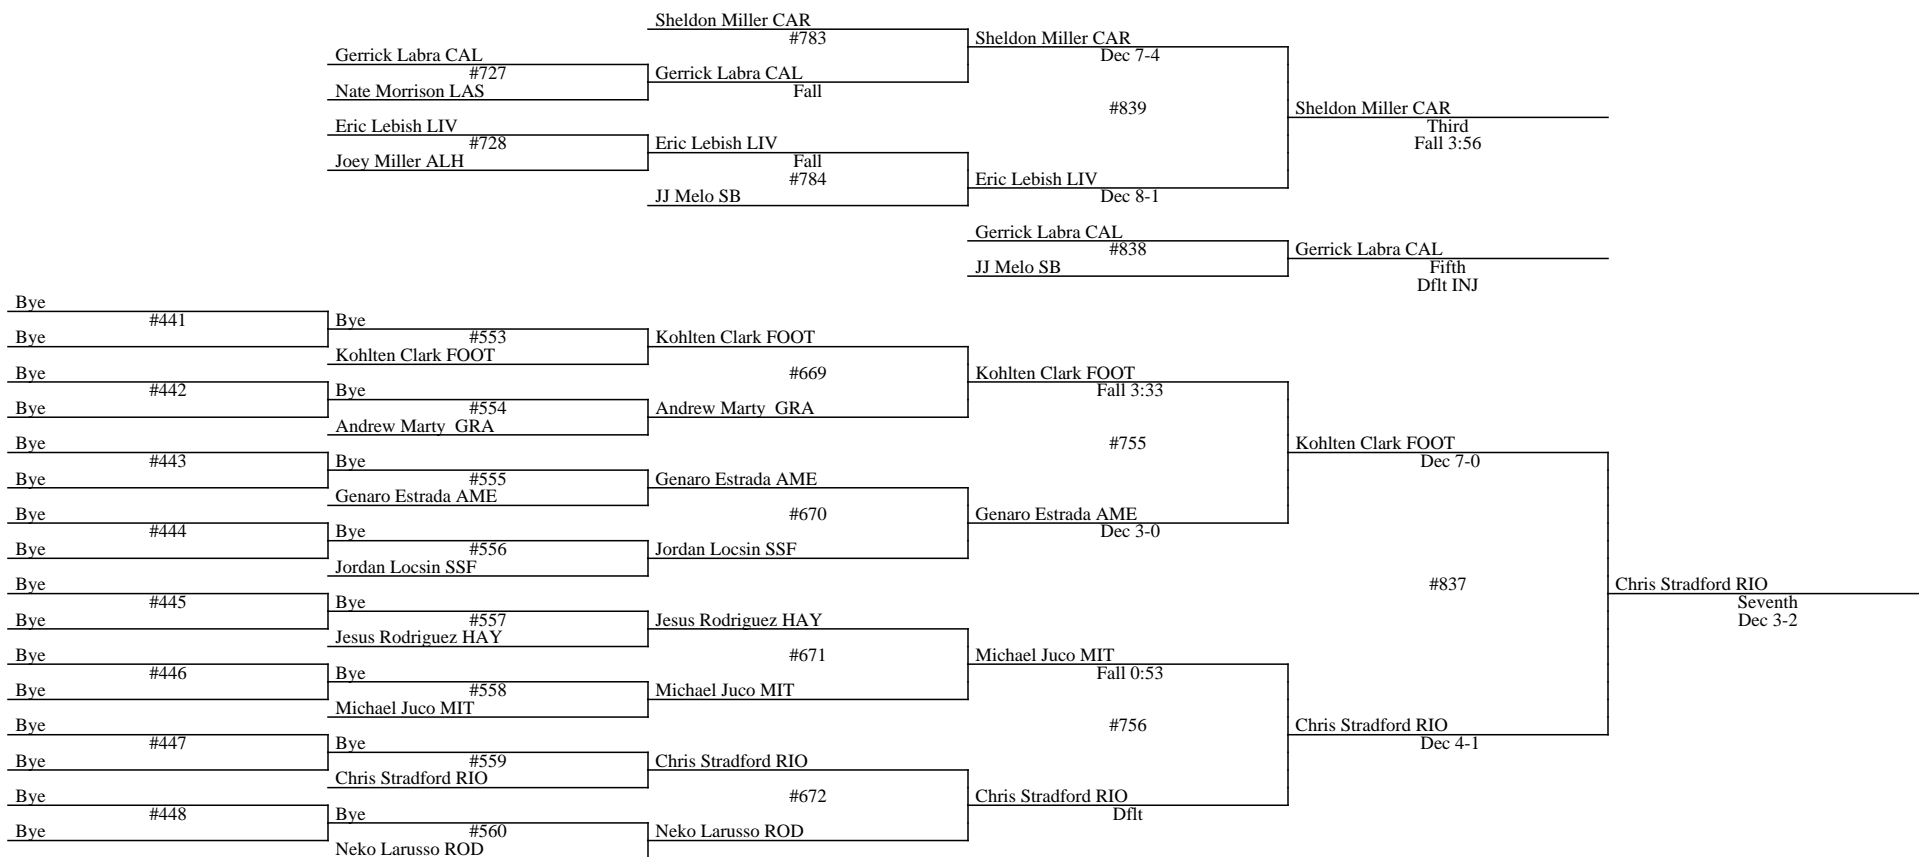 Sheldon Miller CAR
#783
Sheldon Miller CAR
Dec 7-4
Gerrick Labra CAL
#727
Nate Morrison LAS
Gerrick Labra CAL
Fall
#839
Sheldon Miller CAR
Third
Fall 3:56
Eric Lebish LIV
#728
Joey Miller ALH
Eric Lebish LIV
Fall
#784
JJ Melo SB
Eric Lebish LIV
Dec 8-1
Gerrick Labra CAL
#838
JJ Melo SB
Gerrick Labra CAL
Fifth
Dflt INJ
Bye
#441
Bye
Bye
#553
Kohlten Clark FOOT
Kohlten Clark FOOT
#669
Kohlten Clark FOOT
Fall 3:33
Bye
#442
Bye
Bye
#554
Andrew Marty  GRA
Andrew Marty  GRA
#755
Kohlten Clark FOOT
Dec 7-0
Bye
#443
Bye
Bye
#555
Genaro Estrada AME
Genaro Estrada AME
#670
Genaro Estrada AME
Dec 3-0
Bye
#444
Bye
Bye
#556
Jordan Locsin SSF
Jordan Locsin SSF
#837
Chris Stradford RIO
Seventh
Dec 3-2
Bye
#445
Bye
Bye
#557
Jesus Rodriguez HAY
Jesus Rodriguez HAY
#671
Michael Juco MIT
Fall 0:53
Bye
#446
Bye
Bye
#558
Michael Juco MIT
Michael Juco MIT
#756
Chris Stradford RIO
Dec 4-1
Bye
#447
Bye
Bye
#559
Chris Stradford RIO
Chris Stradford RIO
#672
Chris Stradford RIO
Dflt
Bye
#448
Bye
Bye
#560
Neko Larusso ROD
Neko Larusso ROD